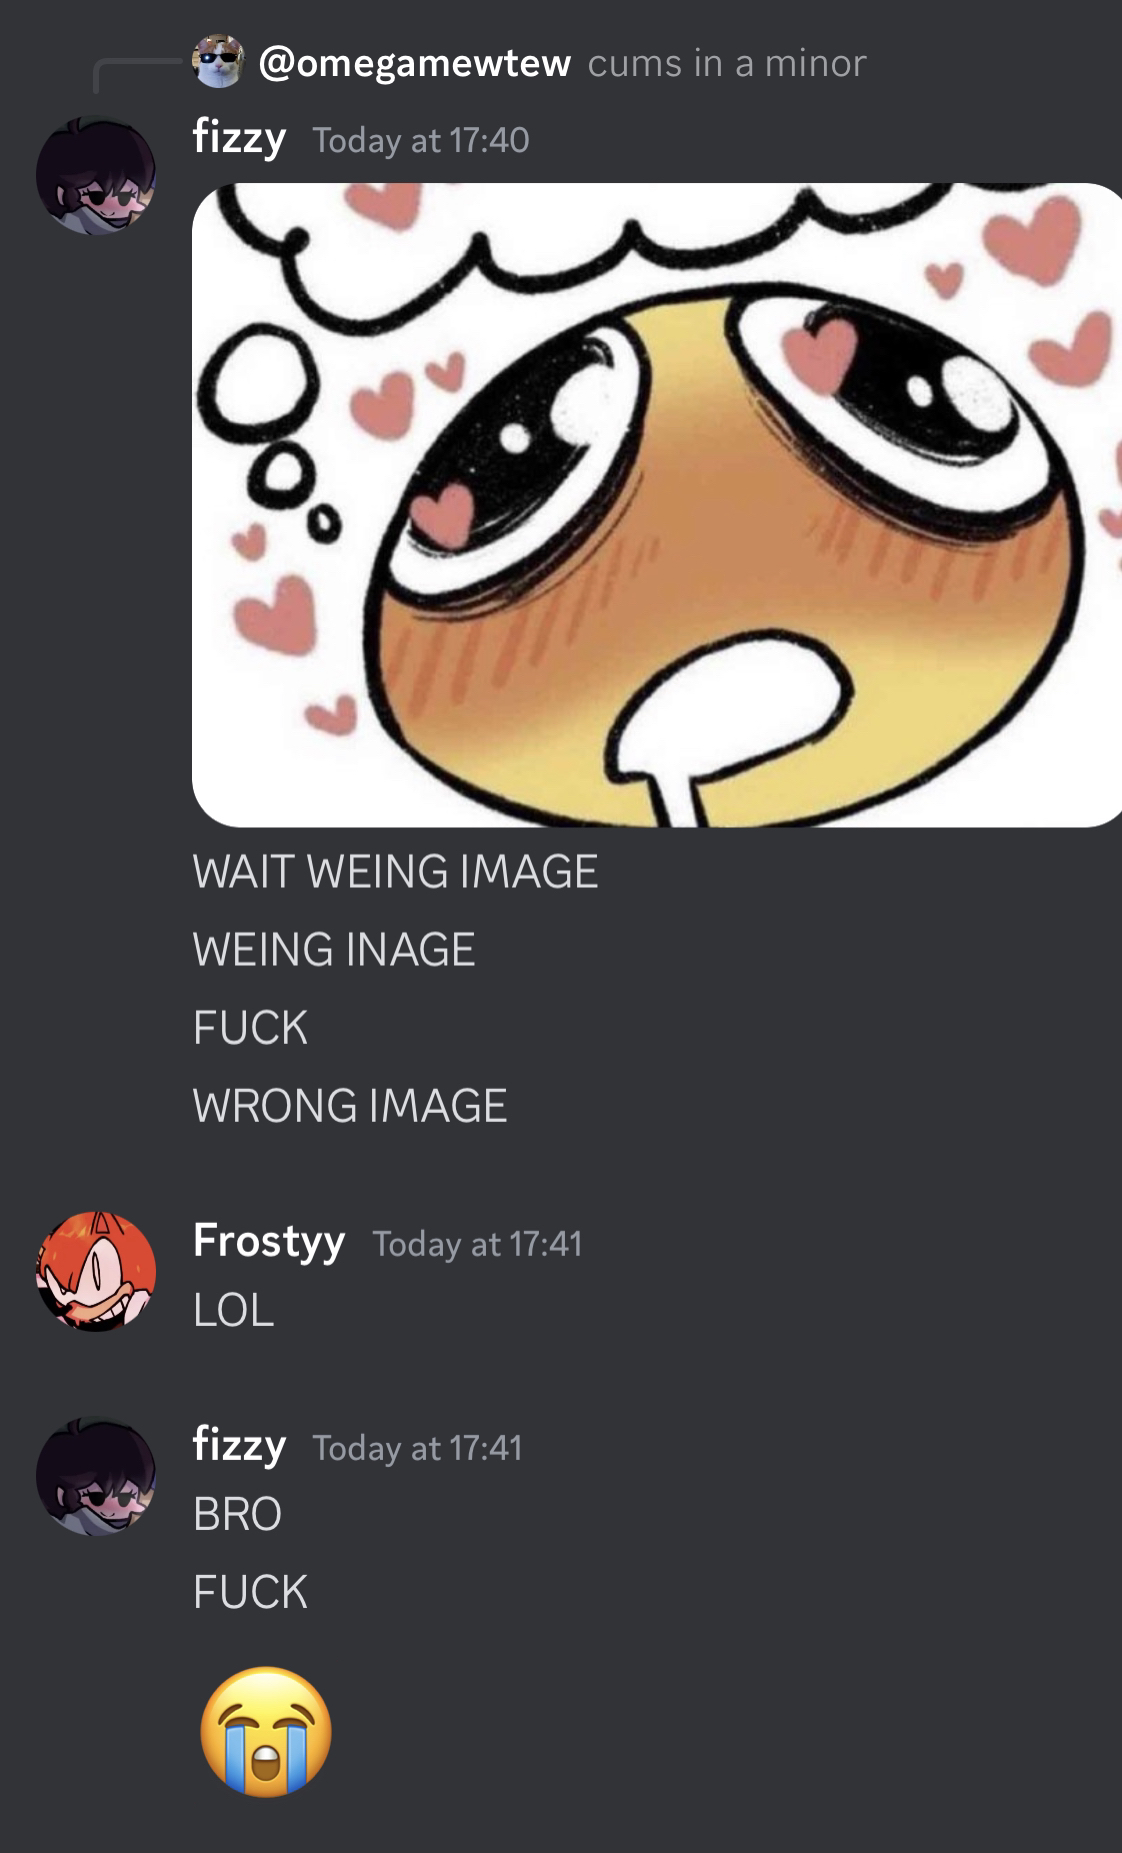 @omegamewtew cums in a minor
fizzy Today at 17:40
WAIT WEING IMAGE
WEING INAGE
FUCK
WRONG IMAGE
Frostyy Today at 17:41
LOL
fizzy Today at 17:41
BRO
FUCK